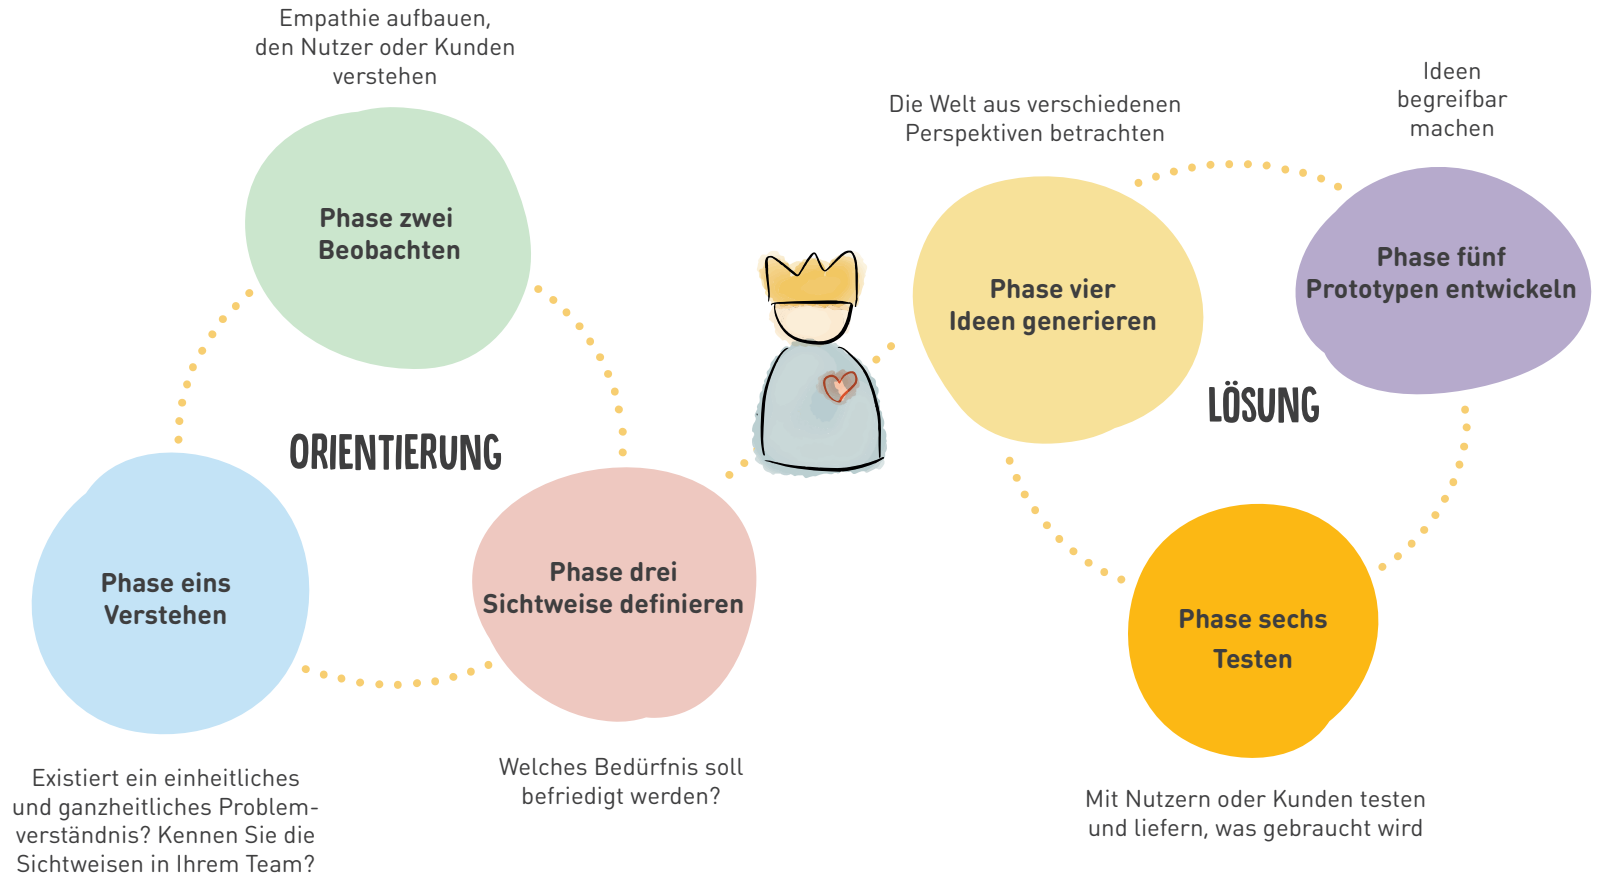 Empathie aufbauen,
den Nutzer oder Kunden
verstehen
Phase zwei
Beobachten
ORIENTIERUNG
Phase eins
Verstehen
Existiert ein einheitliches
und ganzheitliches Problem-
verständnis? Kennen Sie die
Sichtweisen in Ihrem Team?
Phase drei
Sichtweise definieren
Welches Bedürfnis soll
befriedigt werden?
Die Welt aus verschiedenen
Perspektiven betrachten
Phase vier
Ideen generieren
Ideen
begreifbar
machen
Phase fünf
Prototypen entwickeln
LÖSUNG
Phase sechs
Testen
Mit Nutzern oder Kunden testen
und liefern, was gebraucht wird